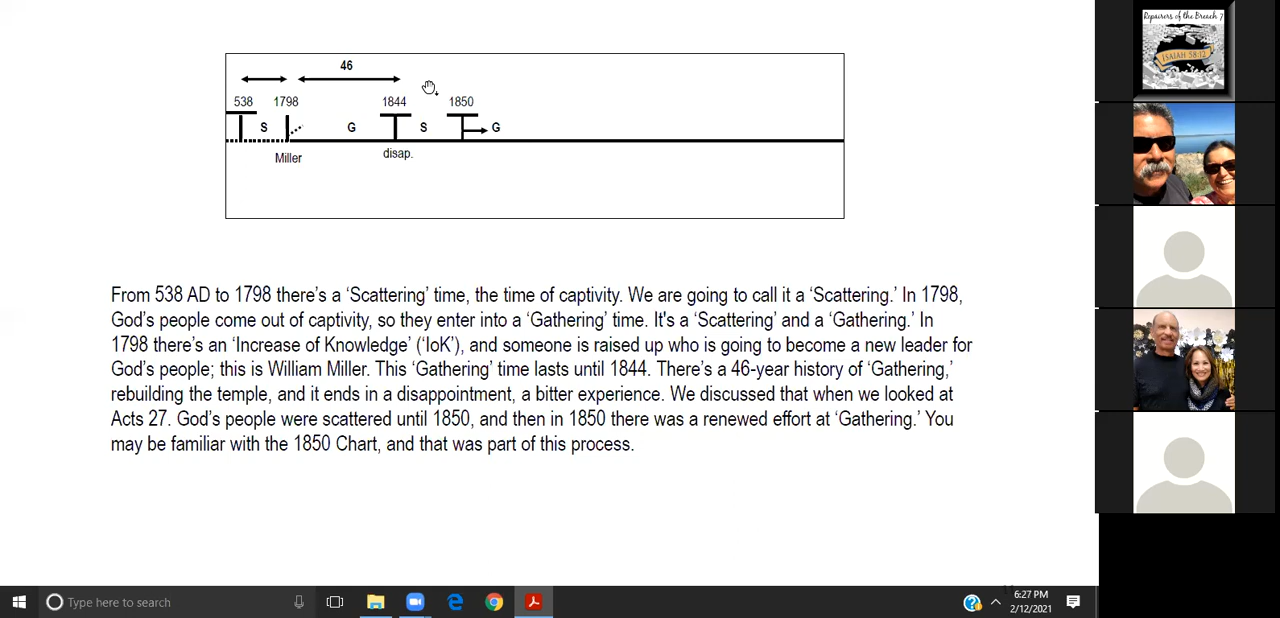 46
538 1798 1844 1850
S G S G
Miller disap.
From 538 AD to 1798 there's a ‘Scattering’ time, the time of captivity. We are going to call it a ‘Scattering.’ In 1798,
God's people come out of captivity, so they enter into a ‘Gathering’ time. It's a ‘Scattering’ and a ‘Gathering.’ In
1798 there's an ‘Increase of Knowledge’ (‘IoK’), and someone is raised up who is going to become a new leader for
God's people; this is William Miller. This ‘Gathering’ time lasts until 1844. There's a 46-year history of ‘Gathering,’
rebuilding the temple, and it ends in a disappointment, a bitter experience. We discussed that when we looked at
Acts 27. God's people were scattered until 1850, and then in 1850 there was a renewed effort at ‘Gathering.’ You
may be familiar with the 1850 Chart, and that was part of this process.
Repairers of the Breach 7
ISAIAH 58:12
Type here to search
6:27 PM
2/12/2021